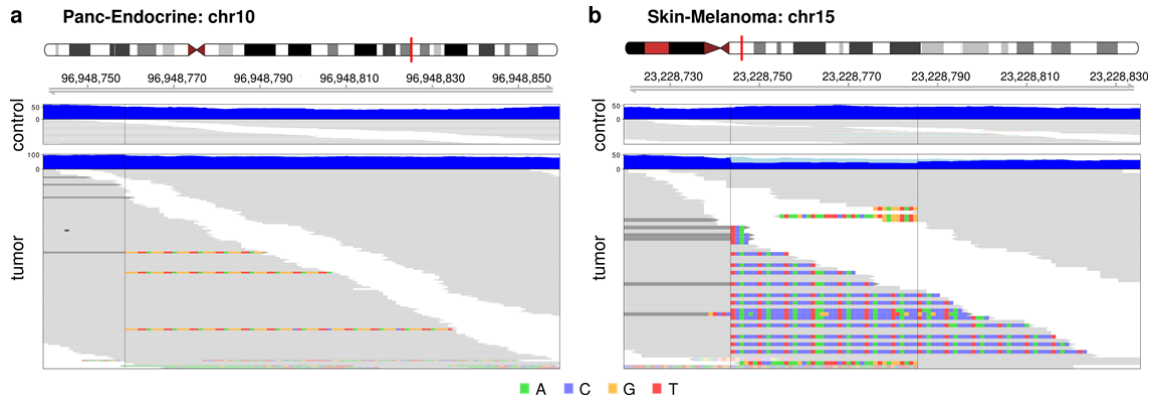 a Panc-Endocrine: chr10
96,948,750 96,948,770 96,948,790 96,948,810 96,948,830 96,948,850
control
50
0
tumor
100
0
b Skin-Melanoma: chr15
23,228,730 23,228,750 23,228,770 23,228,790 23,228,810 23,228,830
control
50
0
tumor
50
0
A C G T